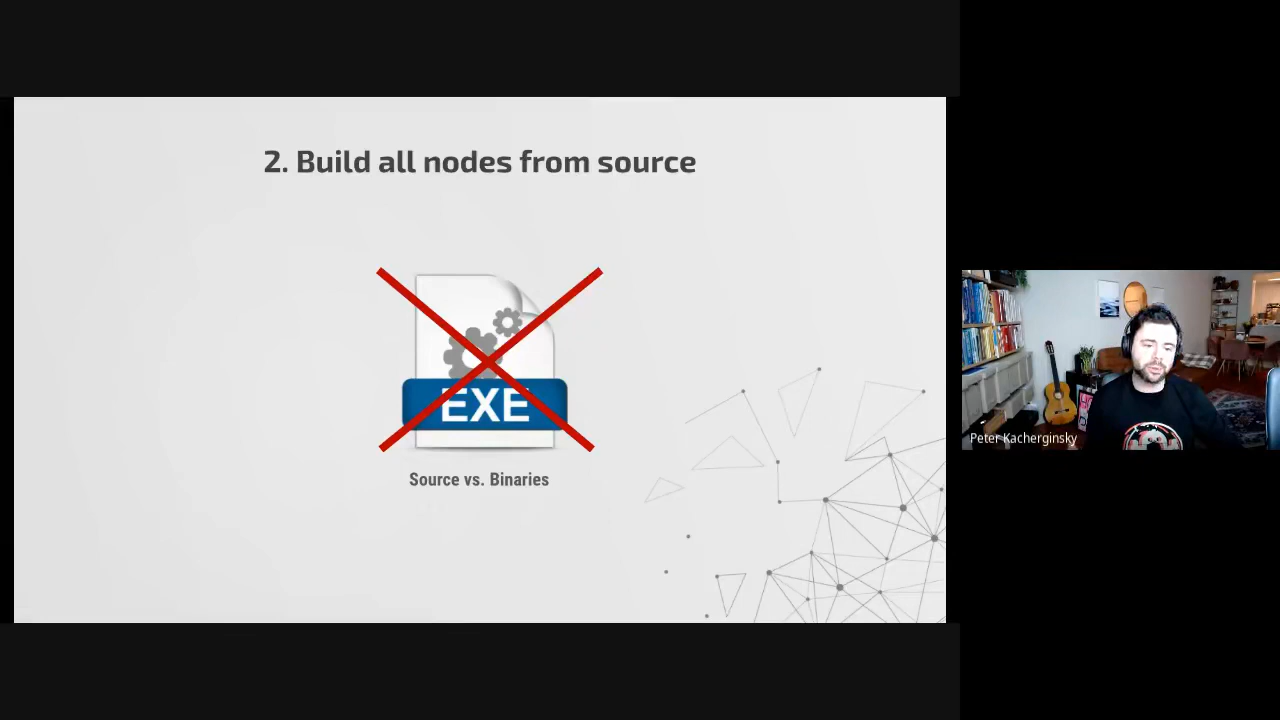 2. Build all nodes from source
EXE
Source vs. Binaries
Peter Kacherginsky